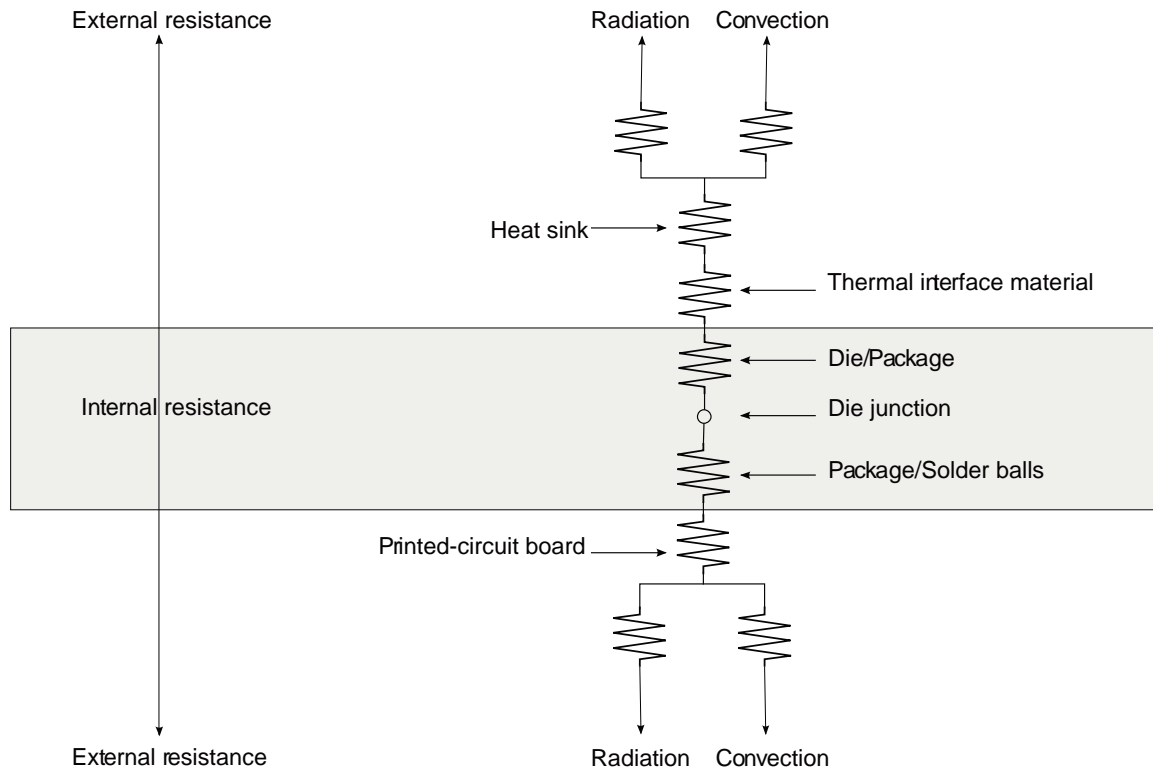 External resistance
Radiation
Convection
Heat sink
Thermal interface material
Die/Package
Internal resistance
Die junction
Package/Solder balls
Printed-circuit board
External resistance
Radiation
Convection